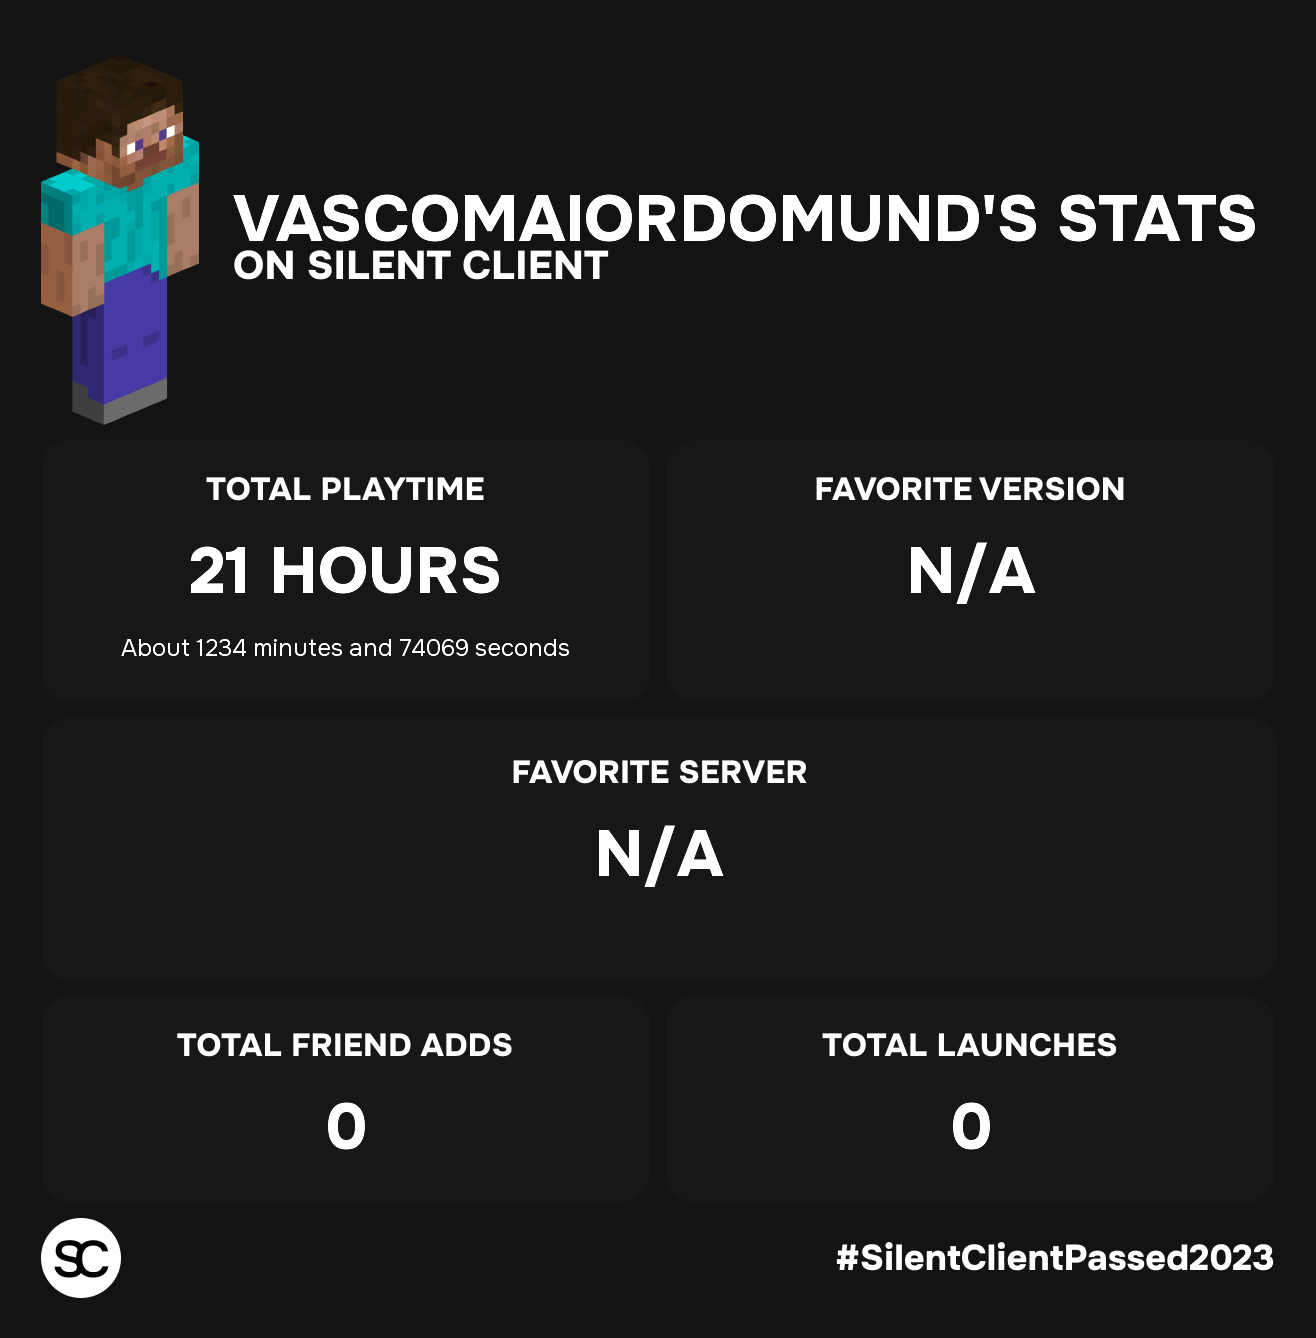 VASCOMAIORDOMUND'S STATS
ON SILENT CLIENT
TOTAL PLAYTIME
21 HOURS
About 1234 minutes and 74069 seconds
FAVORITE VERSION
N/A
FAVORITE SERVER
N/A
TOTAL FRIEND ADDS
0
TOTAL LAUNCHES
0
SC
#SilentClientPassed2023